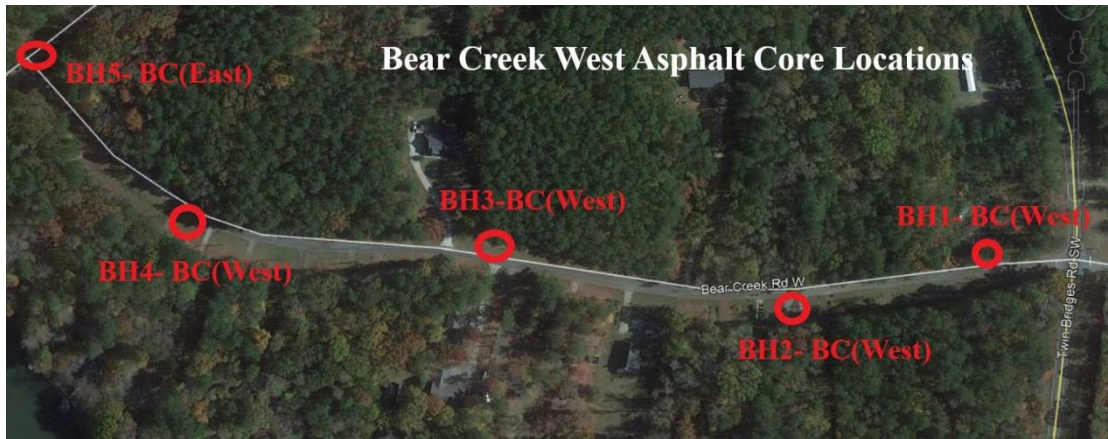 Bear Creek West Asphalt Core Locations
BH5- BC(East)
BH3-BC(West)
BH1- BC(West)
BH4- BC(West)
Bear Creek Rd W
BH2- BC(West)
Twin Bridges Rd SW